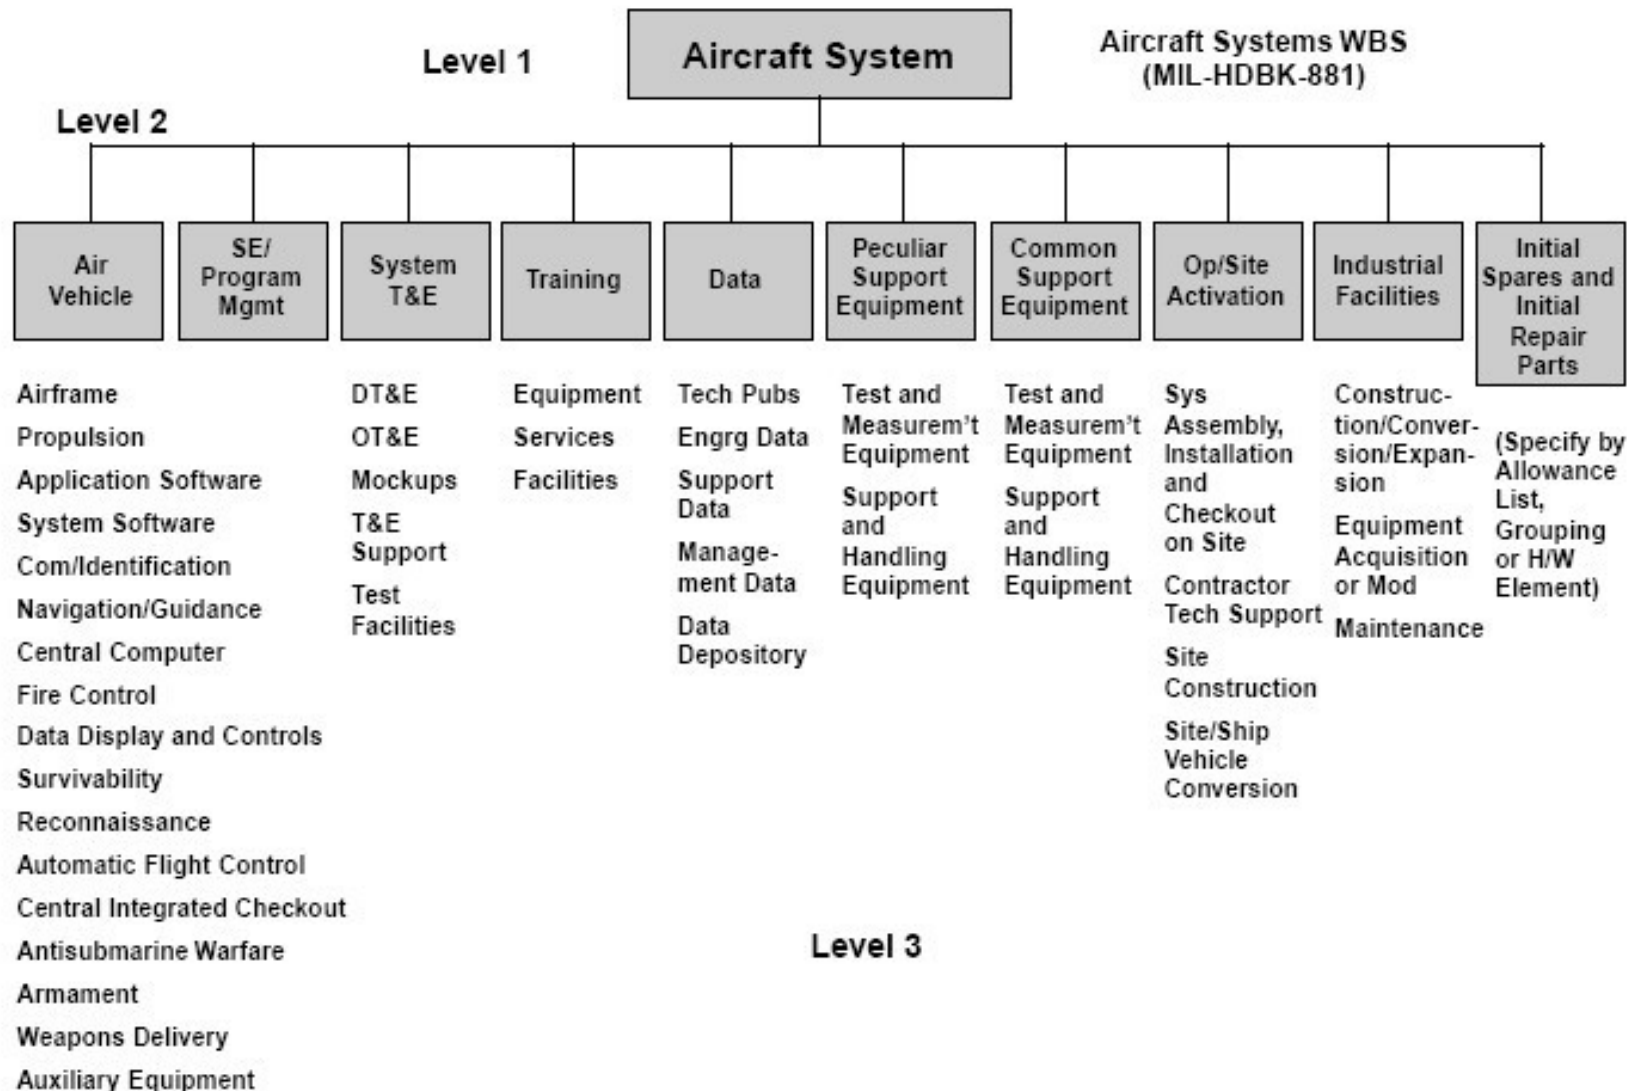 Level 1
Aircraft System
Aircraft Systems WBS
(MIL-HDBK-881)
Level 2
Air
Vehicle
SE/
Program
Mgmt
System
T&E
Training
Data
Peculiar
Support
Equipment
Common
Support
Equipment
Op/Site
Activation
Industrial
Facilities
Initial
Spares and
Initial
Repair
Parts
Airframe
Propulsion
Application Software
System Software
Com/Identification
Navigation/Guidance
Central Computer
Fire Control
Data Display and Controls
Survivability
Reconnaissance
Automatic Flight Control
Central Integrated Checkout
Antisubmarine Warfare
Armament
Weapons Delivery
Auxiliary Equipment
DT&E
OT&E
Mockups
T&E
Support
Test
Facilities
Equipment
Services
Facilities
Tech Pubs
Engrg Data
Support
Data
Manage-
ment Data
Data
Depository
Test and
Measurem't
Equipment
Support
and
Handling
Equipment
Test and
Measurem't
Equipment
Support
and
Handling
Equipment
Sys
Assembly,
Installation
and
Checkout
on Site
Contractor
Tech Support
Site
Construction
Site/Ship
Vehicle
Conversion
Construc-
tion/Conver-
sion/Expan-
sion
Equipment
Acquisition
or Mod
Maintenance
(Specify by
Allowance
List,
Grouping
or H/W
Element)
Level 3